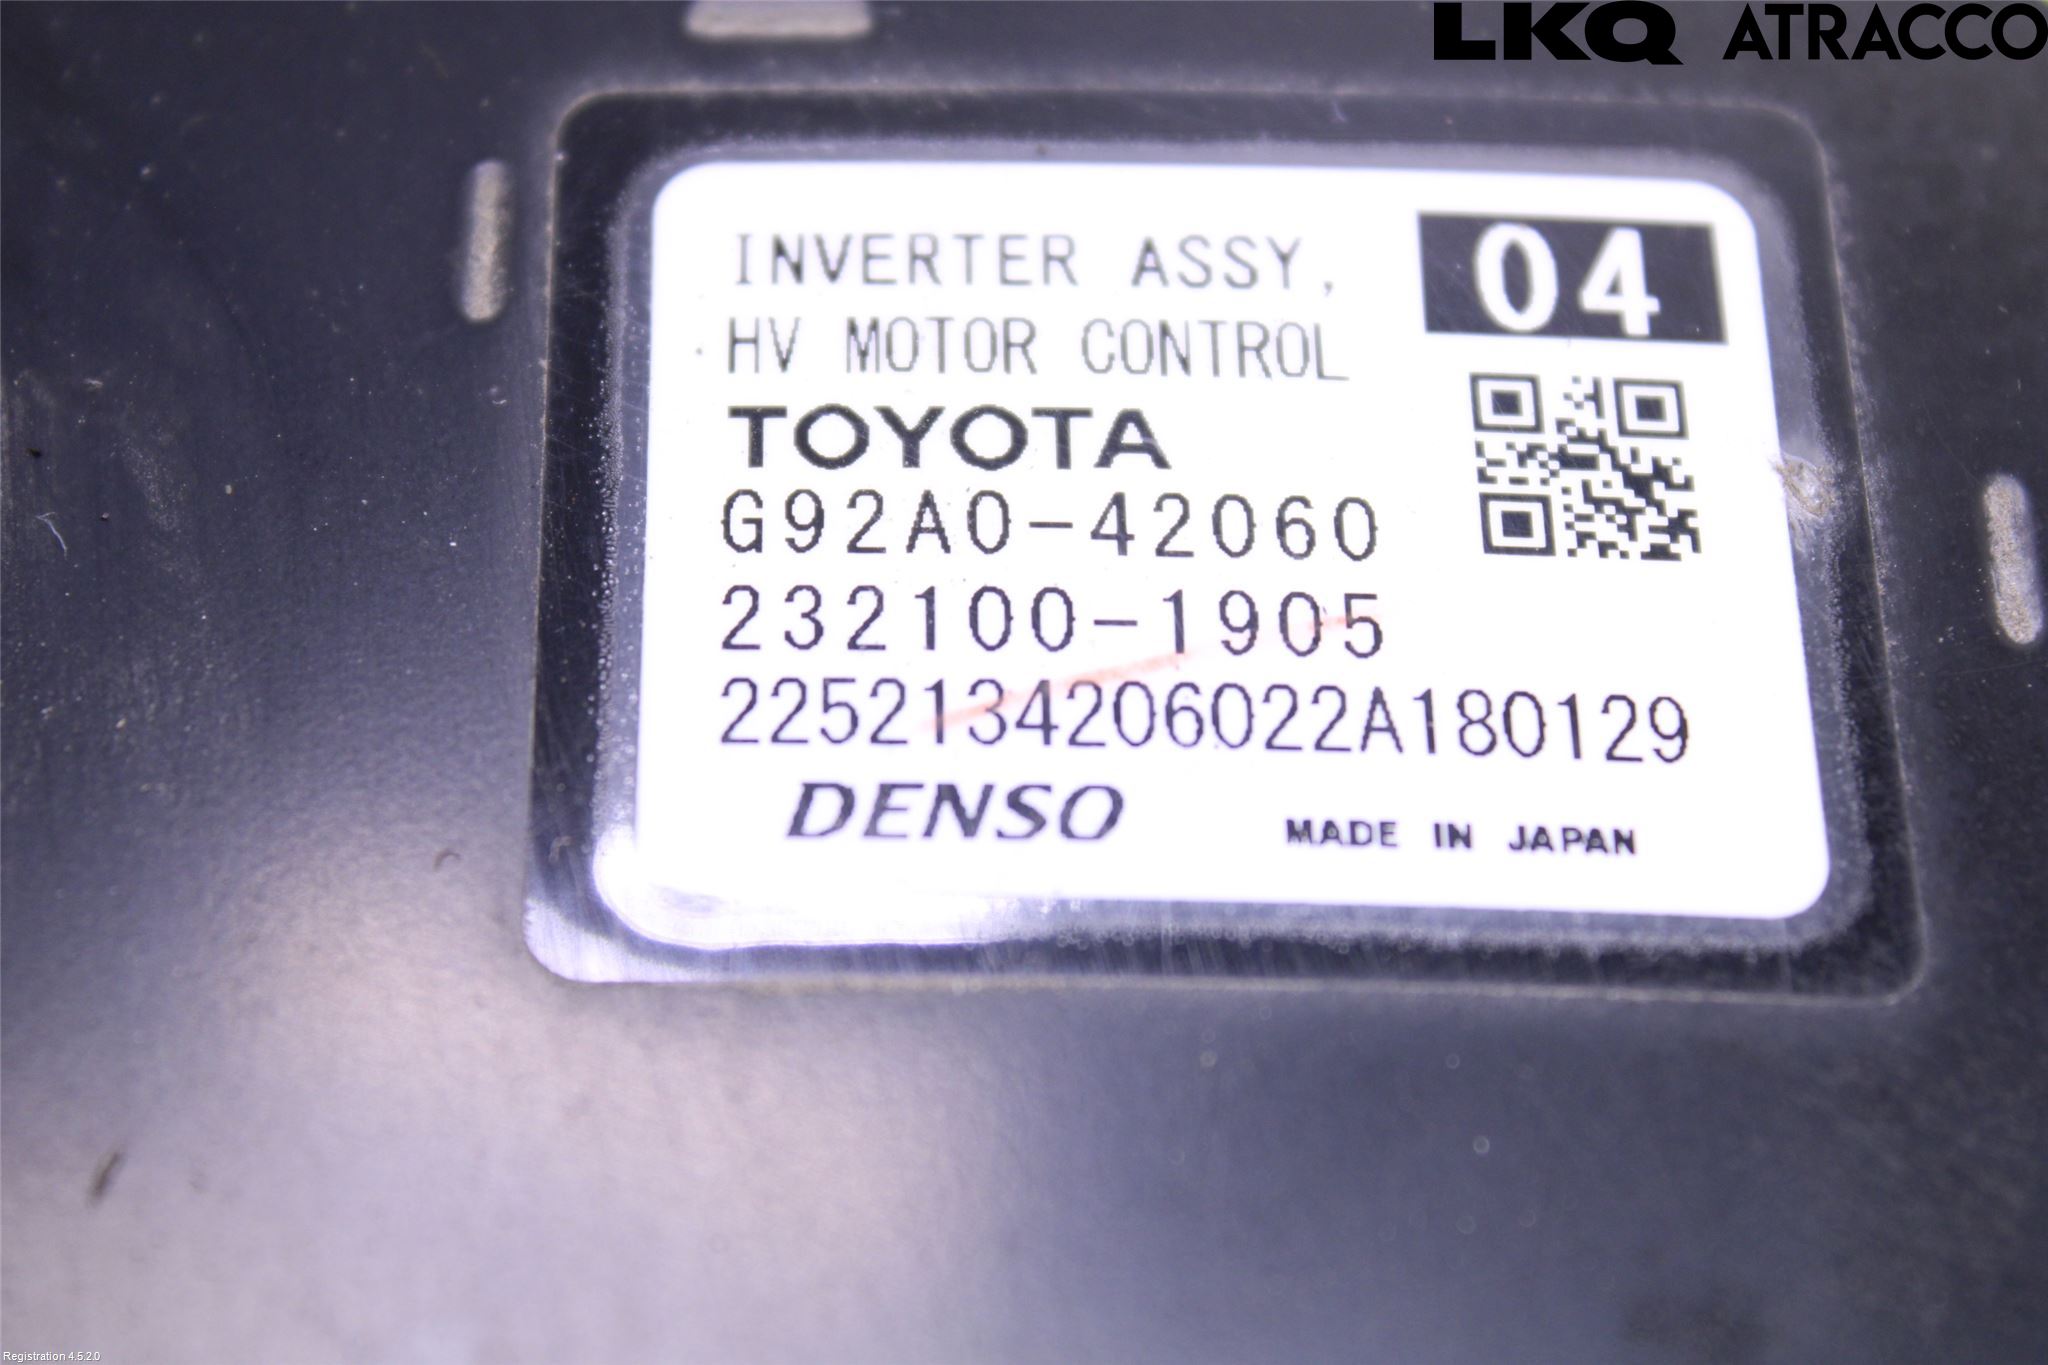 LKQ ATRACCO
INVERTER ASSY,
04
HV MOTOR CONTROL
TOYOTA
G92A0-42060
232100-1905
2252134206022A180129
DENSO
MADE IN JAPAN
Registration 4.5.2.0